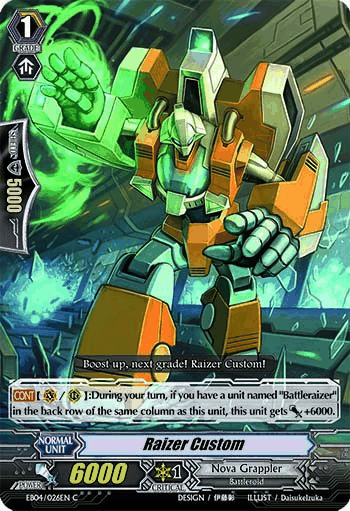 1
GRADE
SHIELD
5000
Boost up, next grade! Raizer Custom!
CONT [ / ]:During your turn, if you have a unit named "Battleraizer"
in the back row of the same column as this unit, this unit gets +6000.
NORMAL
UNIT
Raizer Custom
POWER
6000
1
CRITICAL
Nova Grappler
Battleroid
EB04/026EN C
DESIGN / 伊藤彰
ILLUST / DaisukeIzuka